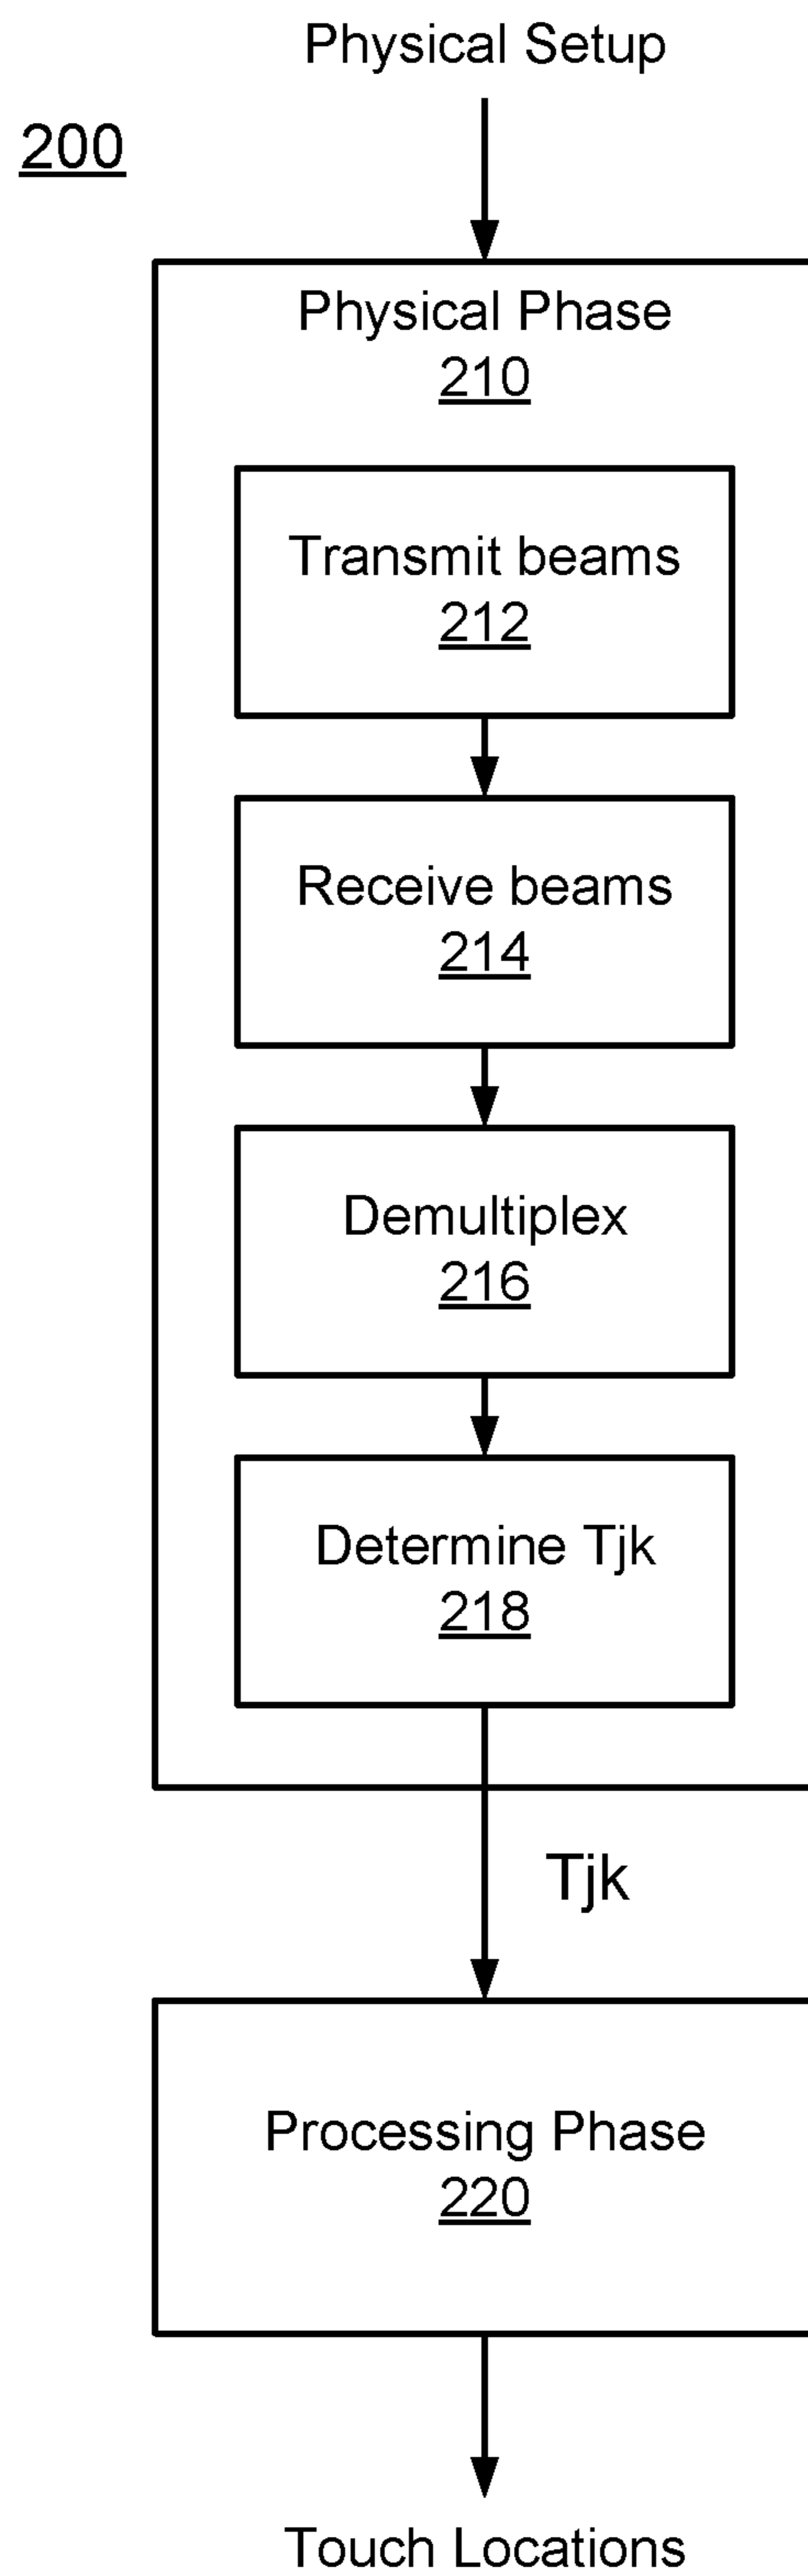 Physical Setup
200
Physical Phase
210
Transmit beams
212
Receive beams
214
Demultiplex
216
Determine Tjk
218
Tjk
Processing Phase
220
Touch Locations